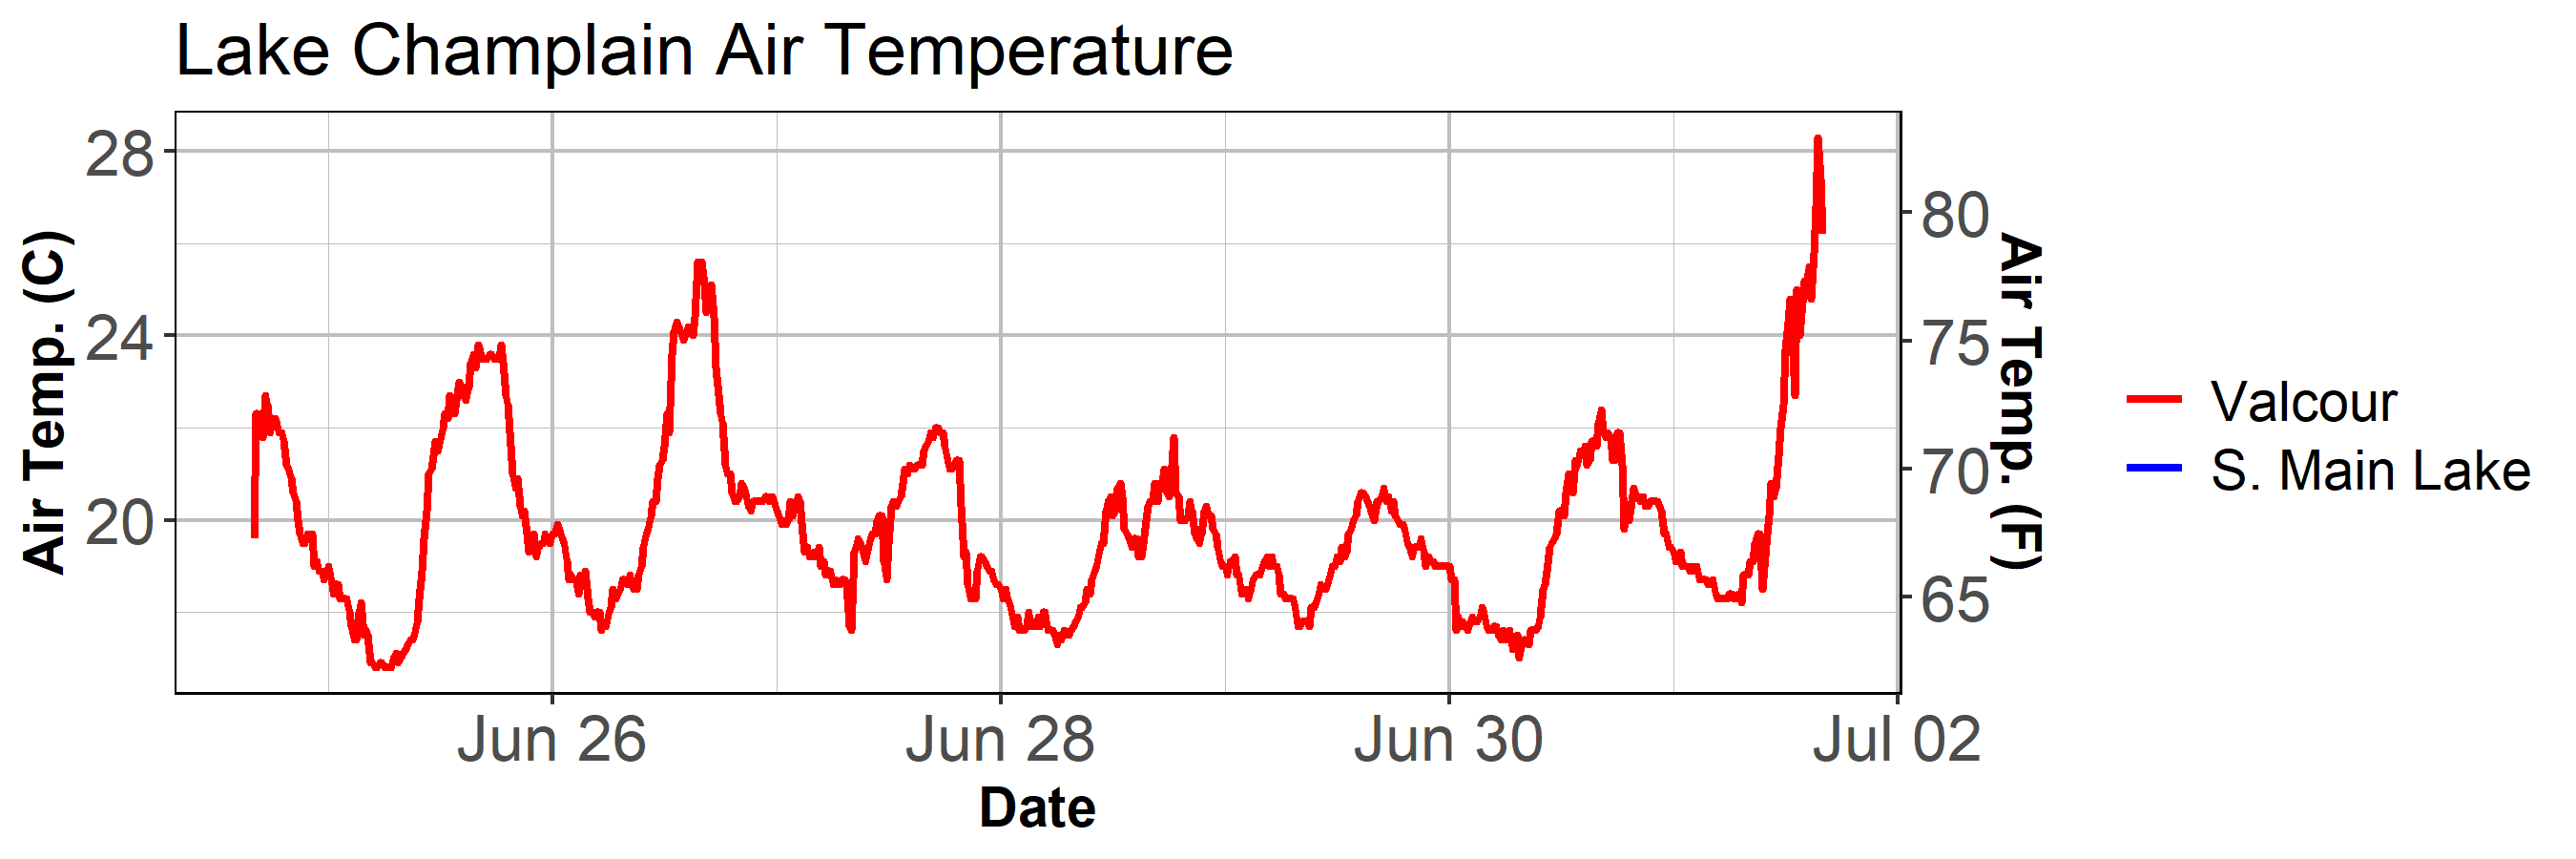 Lake Champlain Air Temperature
28
24
20
Air Temp. (C)
80
75
70
65
Air Temp. (F)
Jun 26
Jun 28
Jun 30
Jul 02
Date
Valcour
S. Main Lake